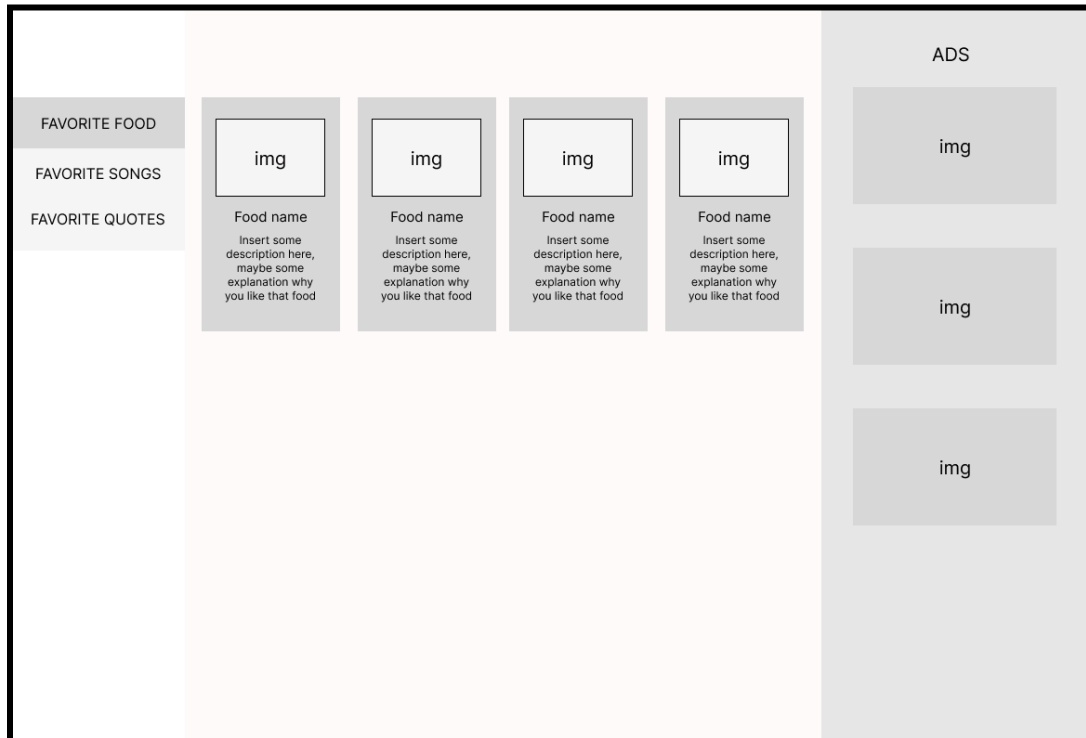 FAVORITE FOOD
FAVORITE SONGS
FAVORITE QUOTES
img
Food name
Insert some
description here,
maybe some
explanation why
you like that food
img
Food name
Insert some
description here,
maybe some
explanation why
you like that food
img
Food name
Insert some
description here,
maybe some
explanation why
you like that food
img
Food name
Insert some
description here,
maybe some
explanation why
you like that food
ADS
img
img
img